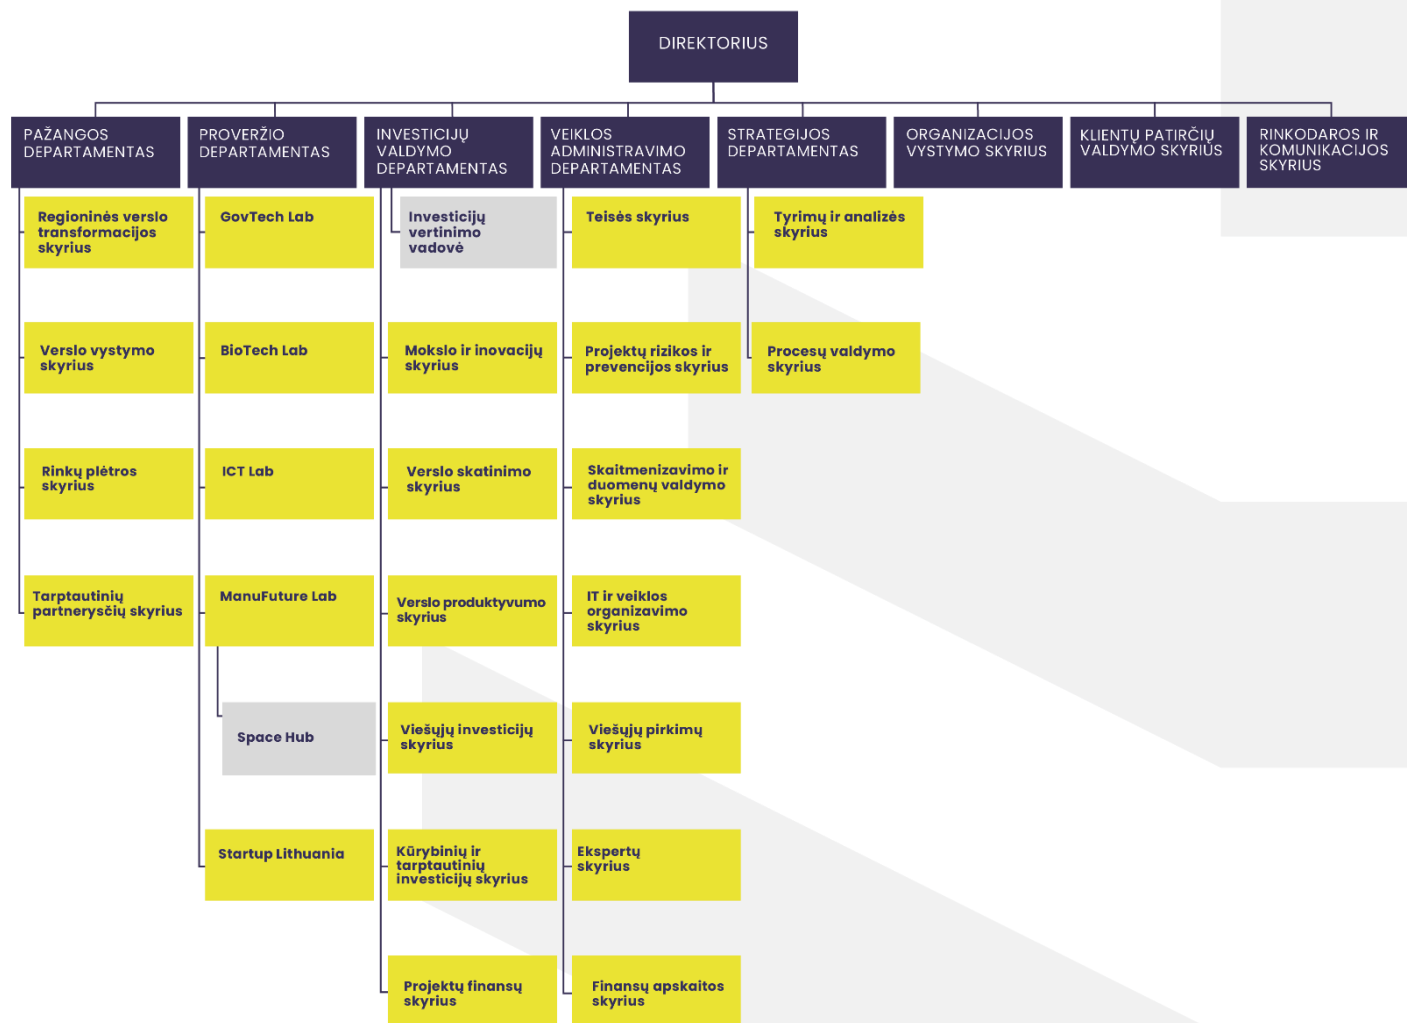 DIREKTORIUS
PAŽANGOS
DEPARTAMENTAS
PROVERŽIO
DEPARTAMENTAS
INVESTICIJŲ
VALDYMO
DEPARTAMENTAS
VEIKLOS
ADMINISTRAVIMO
DEPARTAMENTAS
STRATEGIJOS
DEPARTAMENTAS
ORGANIZACIJOS
VYSTYMO SKYRIUS
KLIENTŲ PATIRČIŲ
VALDYMO SKYRIUS
RINKODAROS IR
KOMUNIKACIJOS
SKYRIUS
Regioninės verslo
transformacijos
skyrius
GovTech Lab
Investicijų
vertinimo
vadovė
Teisės skyrius
Tyrimų ir analizės
skyrius
Verslo vystymo
skyrius
BioTech Lab
Mokslo ir inovacijų
skyrius
Projektų rizikos ir
prevencijos skyrius
Procesų valdymo
skyrius
Rinkų plėtros
skyrius
ICT Lab
Verslo skatinimo
skyrius
Skaitmenizavimo ir
duomenų valdymo
skyrius
Tarptautinių
partnerysčių skyrius
ManuFuture Lab
Verslo produktyvumo
skyrius
IT ir veiklos
organizavimo
skyrius
Space Hub
Viešųjų investicijų
skyrius
Viešųjų pirkimų
skyrius
Startup Lithuania
Kūrybinių ir
tarptautinių
investicijų skyrius
Ekspertų
skyrius
Projektų finansų
skyrius
Finansų apskaitos
skyrius